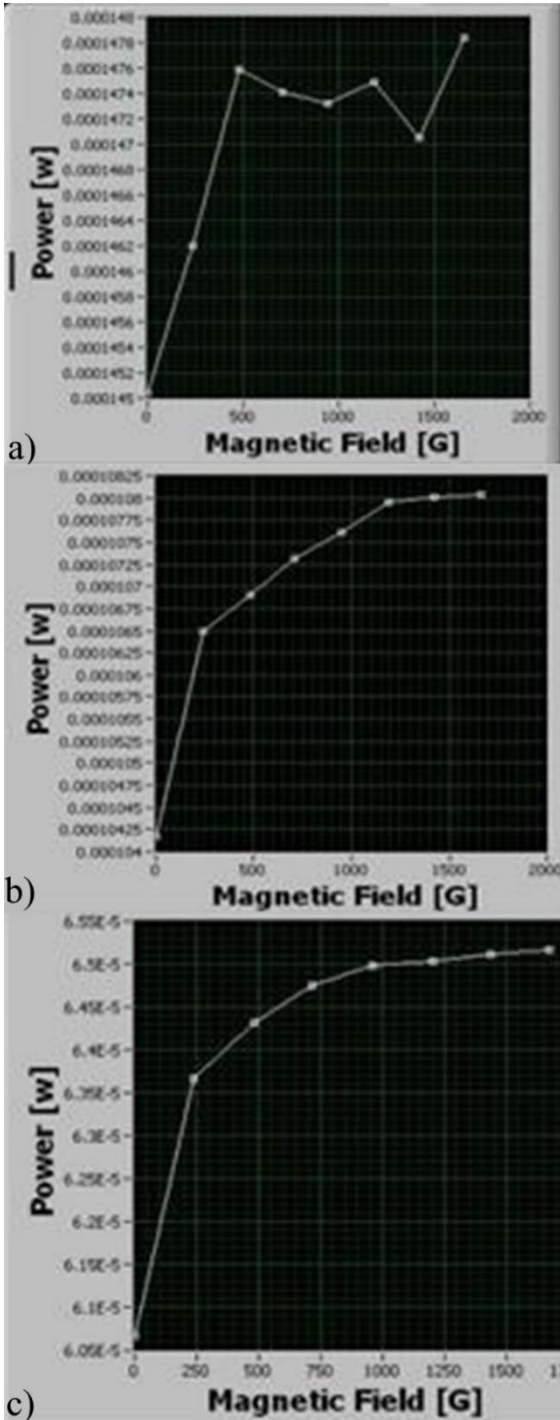 0.000148
0.0001478
0.0001476
0.0001474
0.0001472
0.000147
0.0001468
0.0001466
0.0001464
0.0001462
0.000146
0.0001458
0.0001456
0.0001454
0.0001452
0.000145
Power [w]
0 500 1000 1500 2000
Magnetic Field [G]
a)
0.00010825
0.000108
0.00010775
0.0001075
0.00010725
0.000107
0.00010675
0.0001065
0.00010625
0.000106
0.00010575
0.0001055
0.00010525
0.000105
0.00010475
0.0001045
0.00010425
0.000104
Power [w]
0 500 1000 1500 2000
Magnetic Field [G]
b)
6.55E-5
6.5E-5
6.45E-5
6.4E-5
6.35E-5
6.3E-5
6.25E-5
6.2E-5
6.15E-5
6.1E-5
6.05E-5
Power [w]
0 250 500 750 1000 1250 1500 1
Magnetic Field [G]
c)